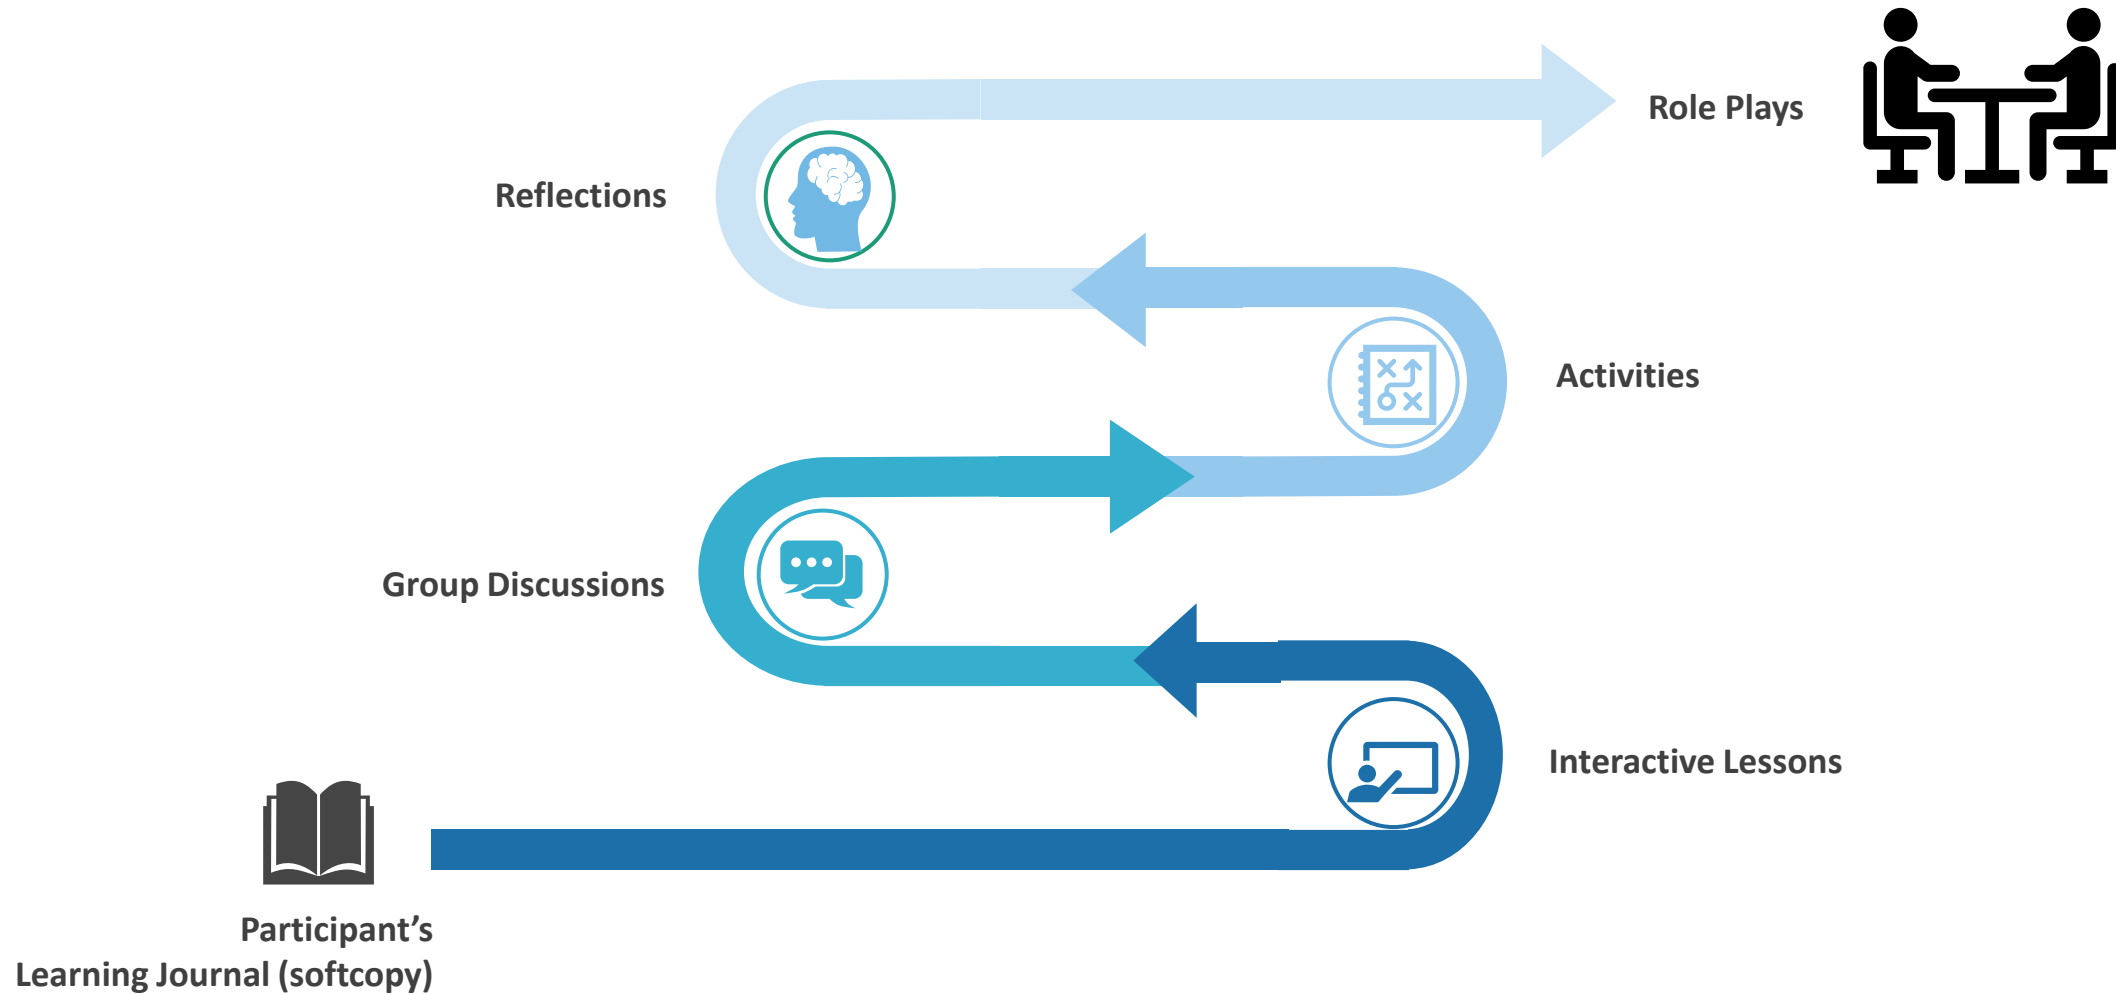 Role Plays
Reflections
Activities
Group Discussions
Interactive Lessons
Participant’s
Learning Journal (softcopy)